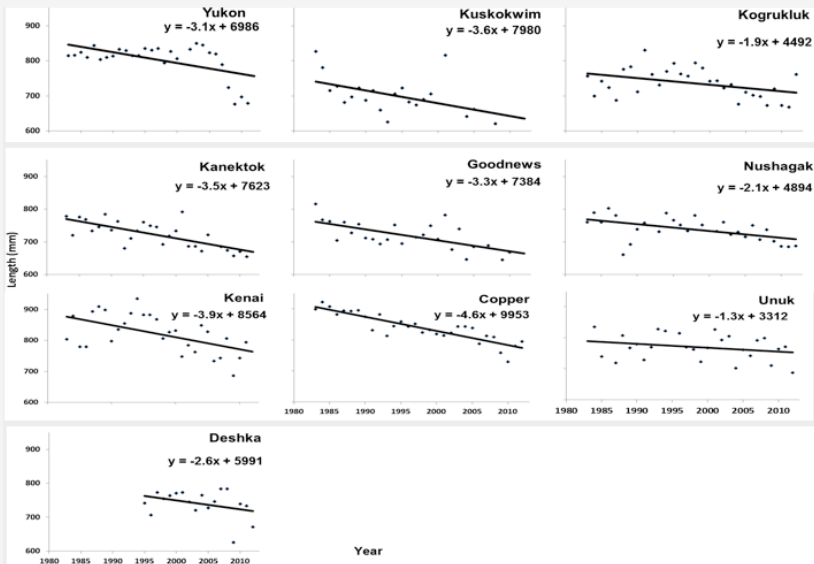 Yukon
y = -3.1x + 6986
Kuskokwim
y = -3.6x + 7980
Kogrukluk
y = -1.9x + 4492
900
800
700
600
Kanektok
y = -3.5x + 7623
Goodnews
y = -3.3x + 7384
Nushagak
y = -2.1x + 4894
900
800
700
600
Length (mm)
Kenai
y = -3.9x + 8564
Copper
y = -4.6x + 9953
Unuk
y = -1.3x + 3312
900
800
700
600
1980 1985 1990 1995 2000 2005 2010
1980 1985 1990 1995 2000 2005 2010
Deshka
y = -2.6x + 5991
900
800
700
600
1980 1985 1990 1995 2000 2005 2010
Year